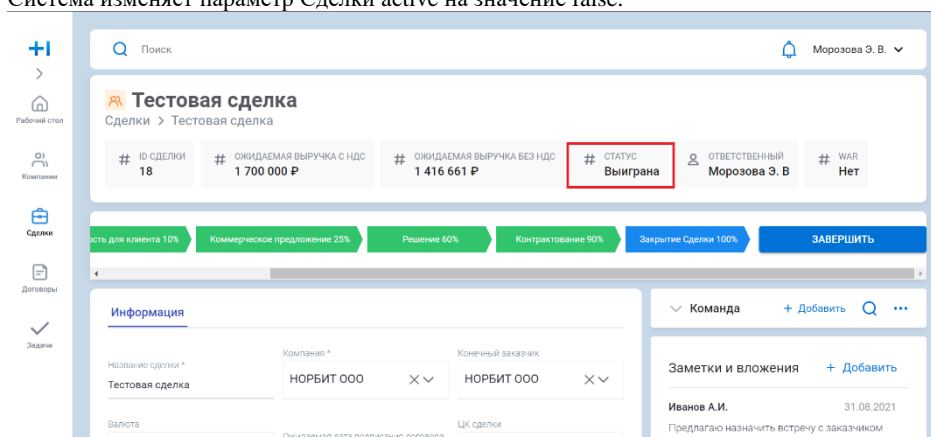 Система изменяет параметр Сделки active на значение false.
Поиск
Морозова Э. В.
Тестовая сделка
Сделки > Тестовая сделка
Рабочий стол
# ID СДЕЛКИ
18
# ОЖИДАЕМАЯ ВЫРУЧКА С НДС
1 700 000 ₽
# ОЖИДАЕМАЯ ВЫРУЧКА БЕЗ НДС
1 416 661 ₽
# СТАТУС
Выиграна
ОТВЕТСТВЕННЫЙ
Морозова Э. В
# WAR
Нет
Компании
Сделки
ость для клиента 10%
Коммерческое предложение 25%
Решение 60%
Контрактование 90%
Закрытие Сделки 100%
ЗАВЕРШИТЬ
Договоры
Задачи
Информация
Команда
+ Добавить
Название сделки *
Тестовая сделка
Компания *
НОРБИТ ООО
Конечный заказчик
НОРБИТ ООО
Заметки и вложения
+ Добавить
Иванов А.И.
31.08.2021
Предлагаю назначить встречу с заказчиком
Валюта
Ожидаемая дата подписания договора
ЦК сделки